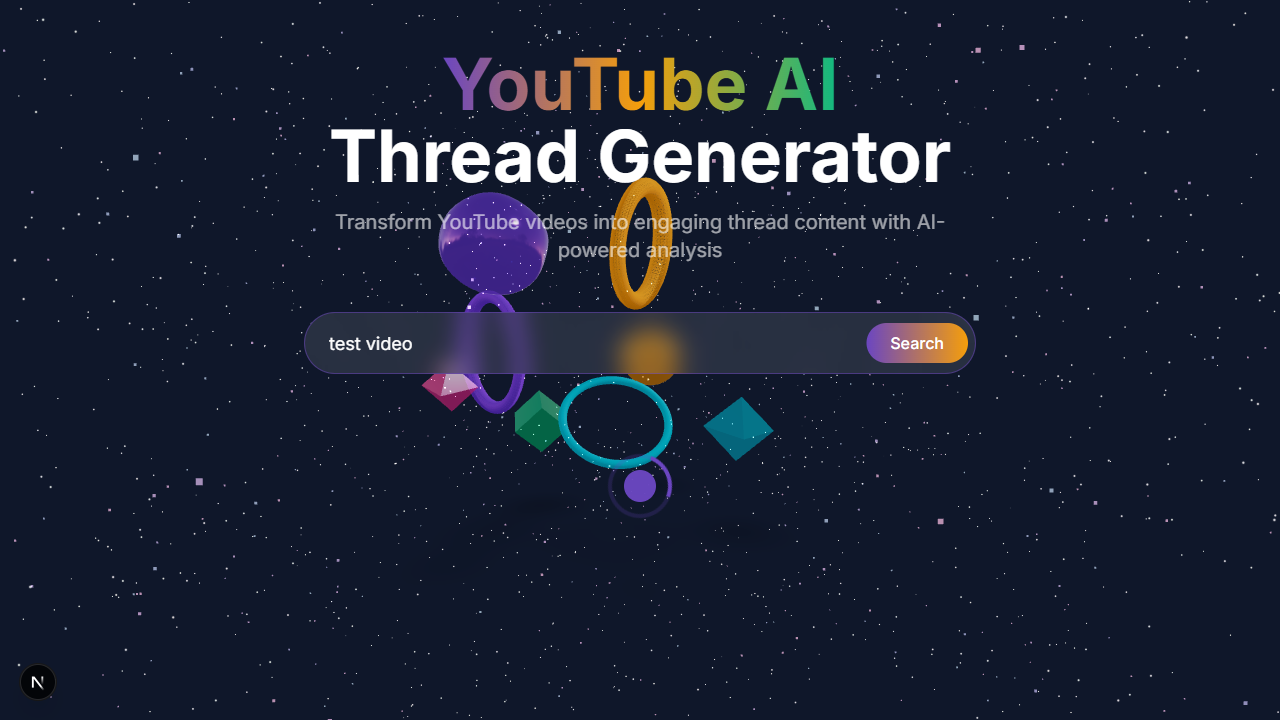 YouTube AI
Thread Generator
Transform YouTube videos into engaging thread content with AI-
powered analysis
test video
Search
N